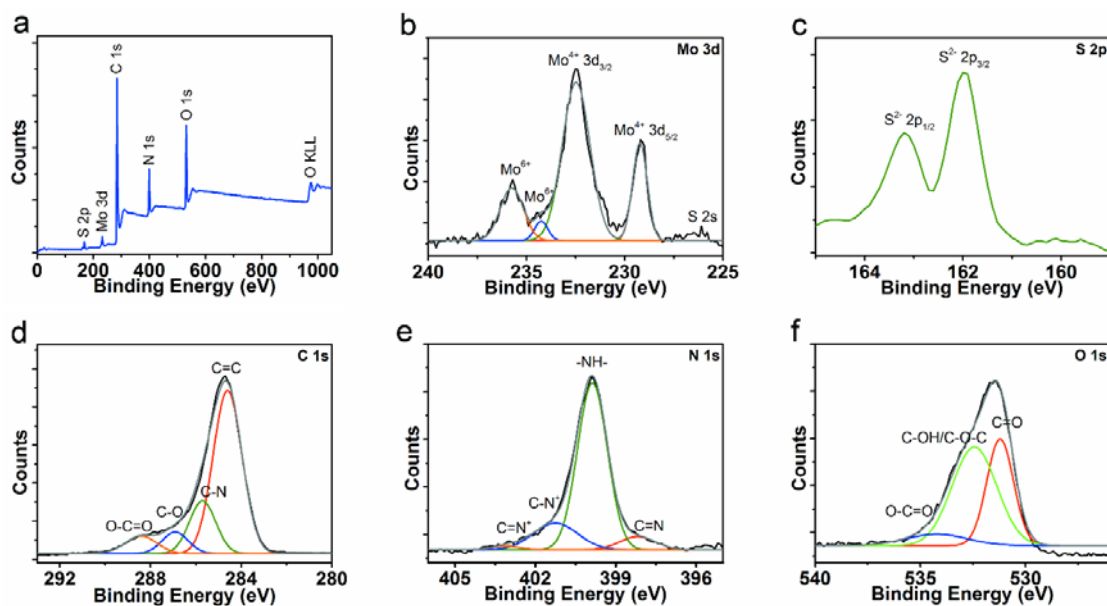 a
Counts
S 2p
Mo 3d
C 1s
N 1s
O 1s
O KLL
0 200 400 600 800 1000
Binding Energy (eV)
b
Mo 3d
Counts
Mo⁶⁺
Mo⁶⁺
Mo⁴⁺ 3d₃/₂
Mo⁴⁺ 3d₅/₂
S 2s
240 235 229 225
Binding Energy (eV)
c
S 2p
Counts
S²⁻ 2p₁/₂
S²⁻ 2p₃/₂
164 162 160
Binding Energy (eV)
d
C 1s
Counts
O-C=O
C-O
C-N
C=C
292 288 284 280
Binding Energy (eV)
e
N 1s
Counts
C=N⁺
C-N⁺
-NH-
C=N
405 402 399 396
Binding Energy (eV)
f
O 1s
Counts
O-C=O
C-OH/C-O-C
C=O
540 535 530
Binding Energy (eV)